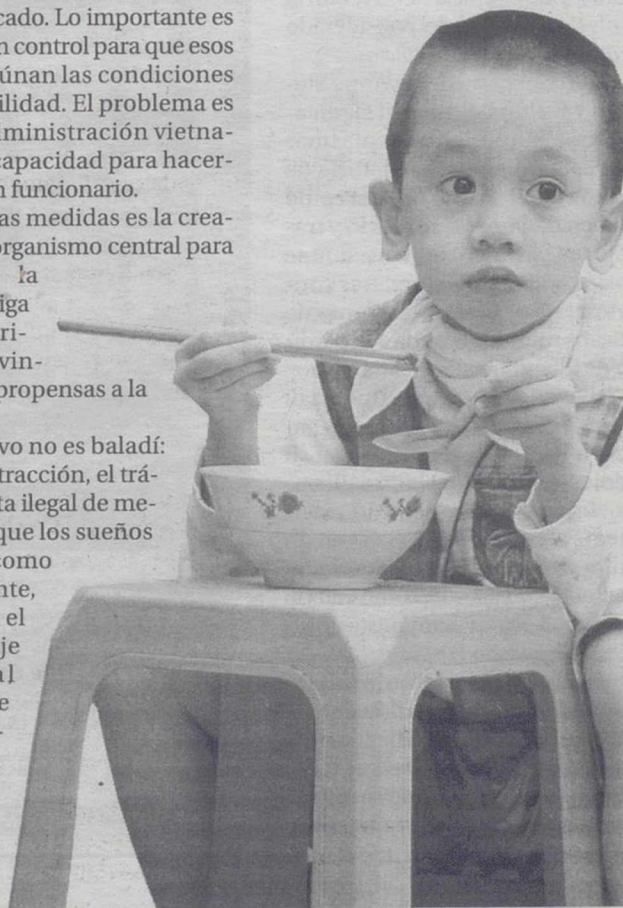 cado. Lo importante es
n control para que esos
únan las condiciones
ilidad. El problema es
ministración vietna-
capacidad para hacer-
n funcionario.
as medidas es la crea-
organismo central para
la
iga
ri-
vin-
propensas a la
vo no es baladí:
tracción, el trá-
ta ilegal de me-
que los sueños
como
nte,
el
je
al
e
-